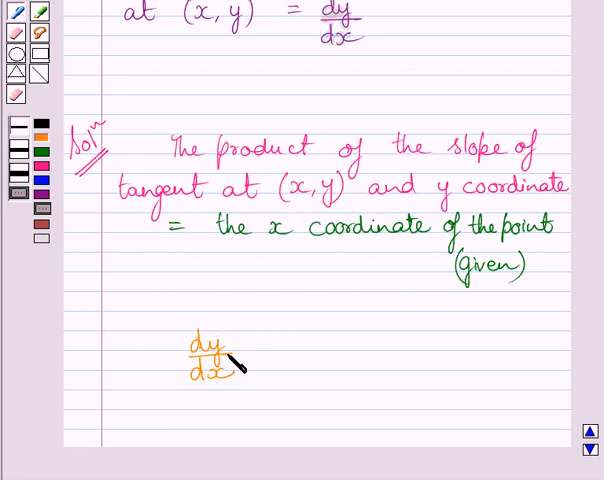 at (x, y) = dy/dx
Solⁿ
The product of the slope of
tangent at (x, y) and y coordinate
= the x coordinate of the point
(given)
dy/dx